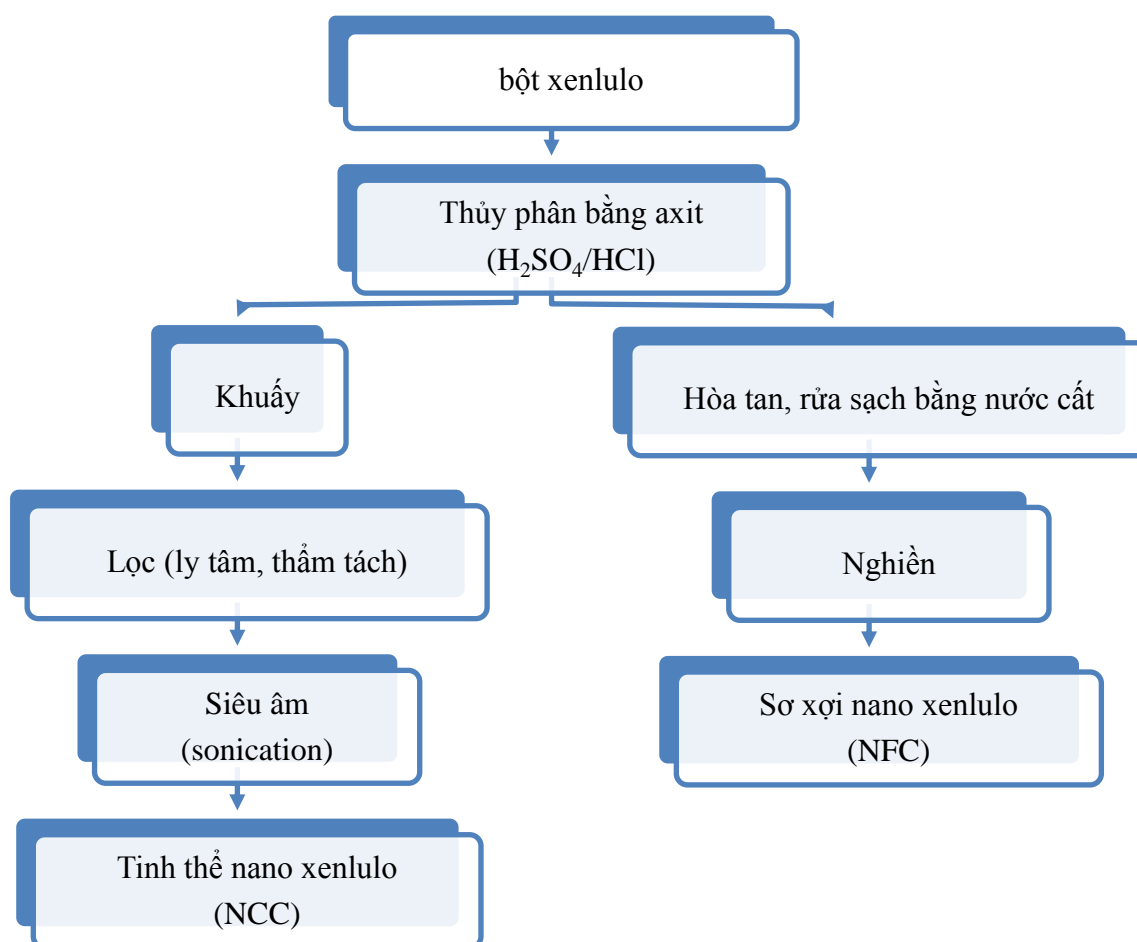 bột xenlulo
Thủy phân bằng axit
(H₂SO₄/HCl)
Khuấy
Hòa tan, rửa sạch bằng nước cất
Lọc (ly tâm, thẩm tách)
Nghiền
Siêu âm
(sonication)
Sơ xợi nano xenlulo
(NFC)
Tinh thể nano xenlulo
(NCC)